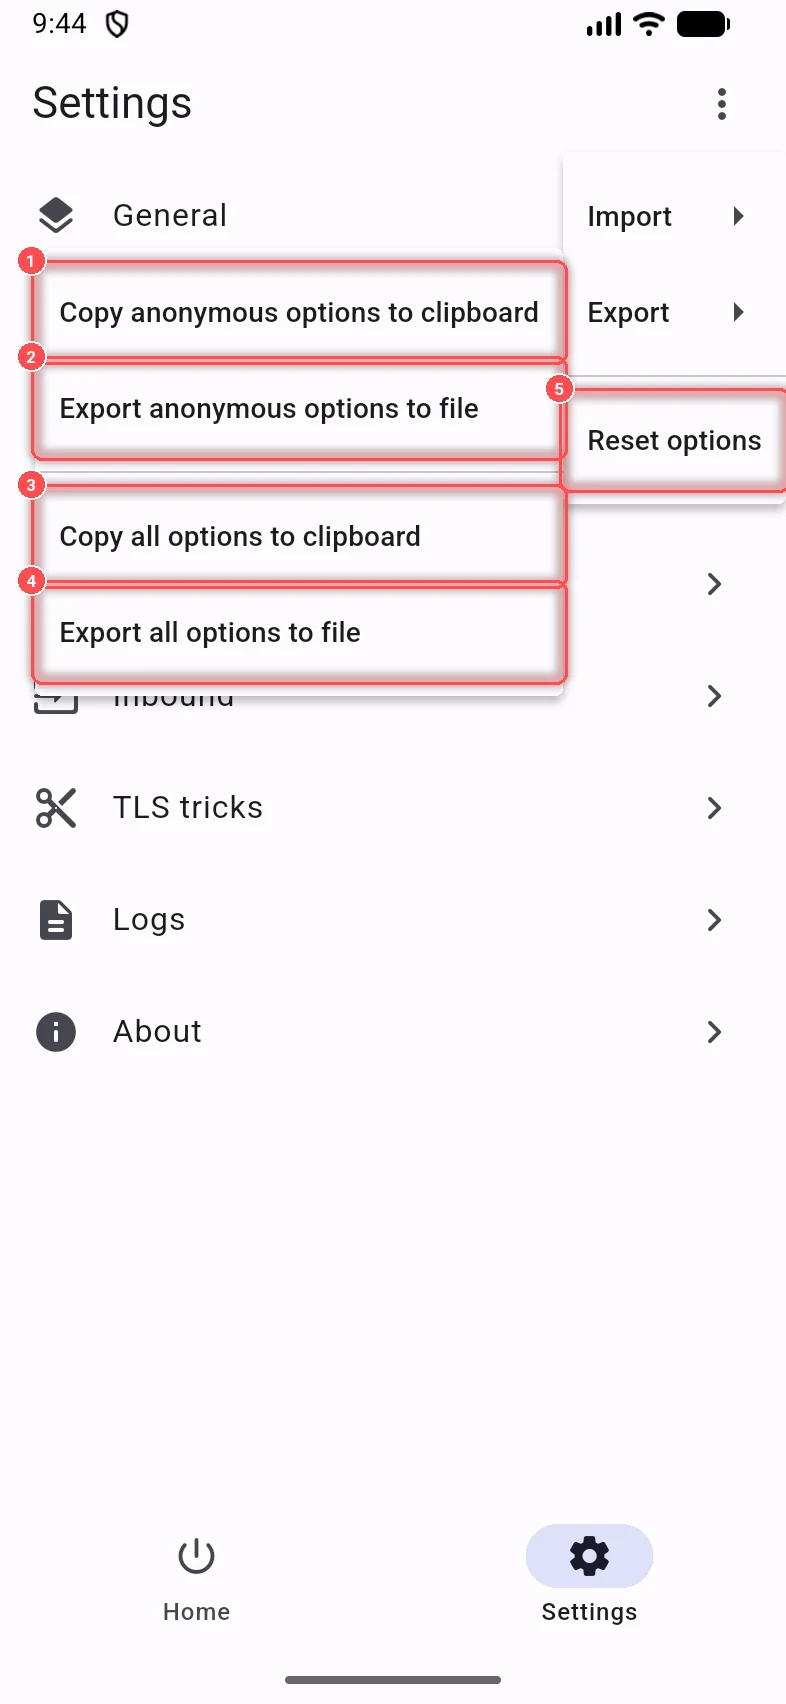 9:44
Settings
General
Import
1
Copy anonymous options to clipboard
Export
2
Export anonymous options to file
5
Reset options
3
Copy all options to clipboard
4
Export all options to file
Inbound
TLS tricks
Logs
About
Home
Settings